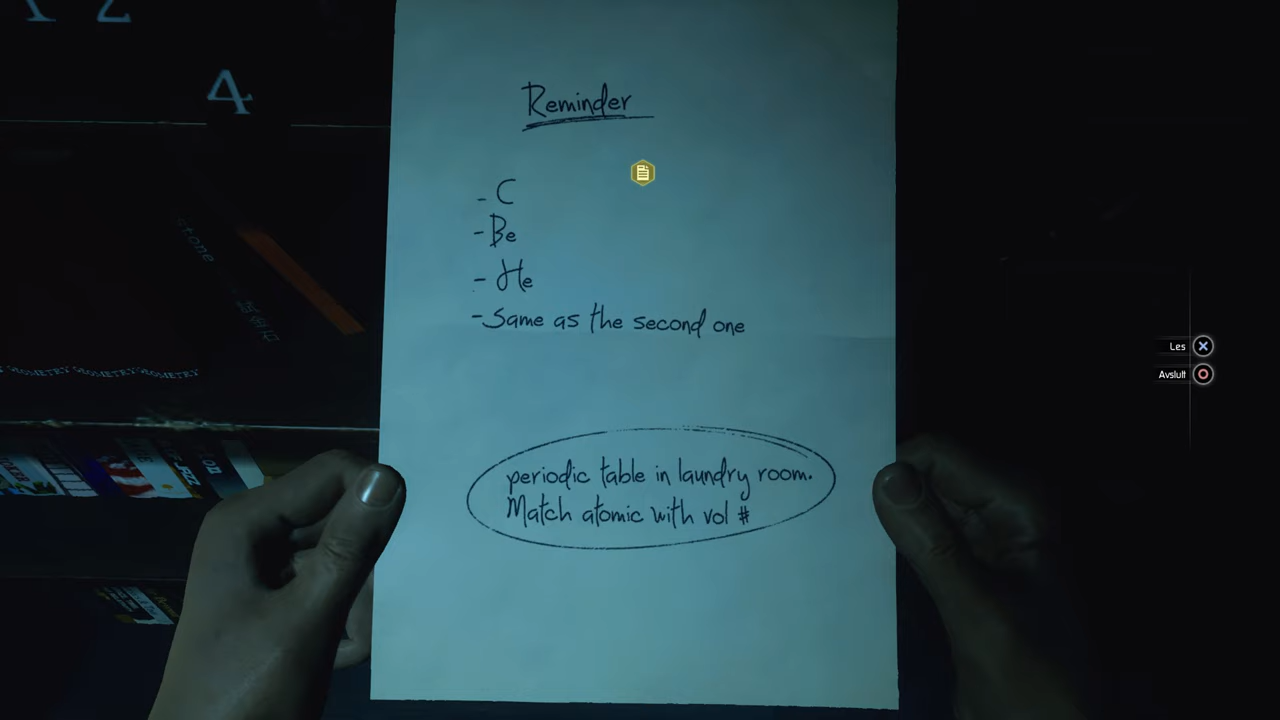 4
Reminder
- C
- Be
- He
- Same as the second one
periodic table in laundry room.
Match atomic with vol #
Les
Avslutt